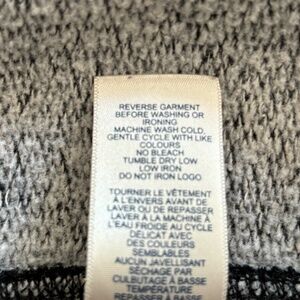 REVERSE GARMENT
BEFORE WASHING OR
IRONING
MACHINE WASH COLD,
GENTLE CYCLE WITH LIKE
COLOURS
NO BLEACH
TUMBLE DRY LOW
LOW IRON
DO NOT IRON LOGO
TOURNER LE VÊTEMENT
À L'ENVERS AVANT DE
LAVER OU DE REPASSER
LAVER À LA MACHINE À
L'EAU FROIDE AU CYCLE
DÉLICAT AVEC
DES COULEURS
SEMBLABLES
AUCUN JAVELLISANT
SÉCHAGE PAR
CULBUTAGE À BASSE
TEMPÉRATURE